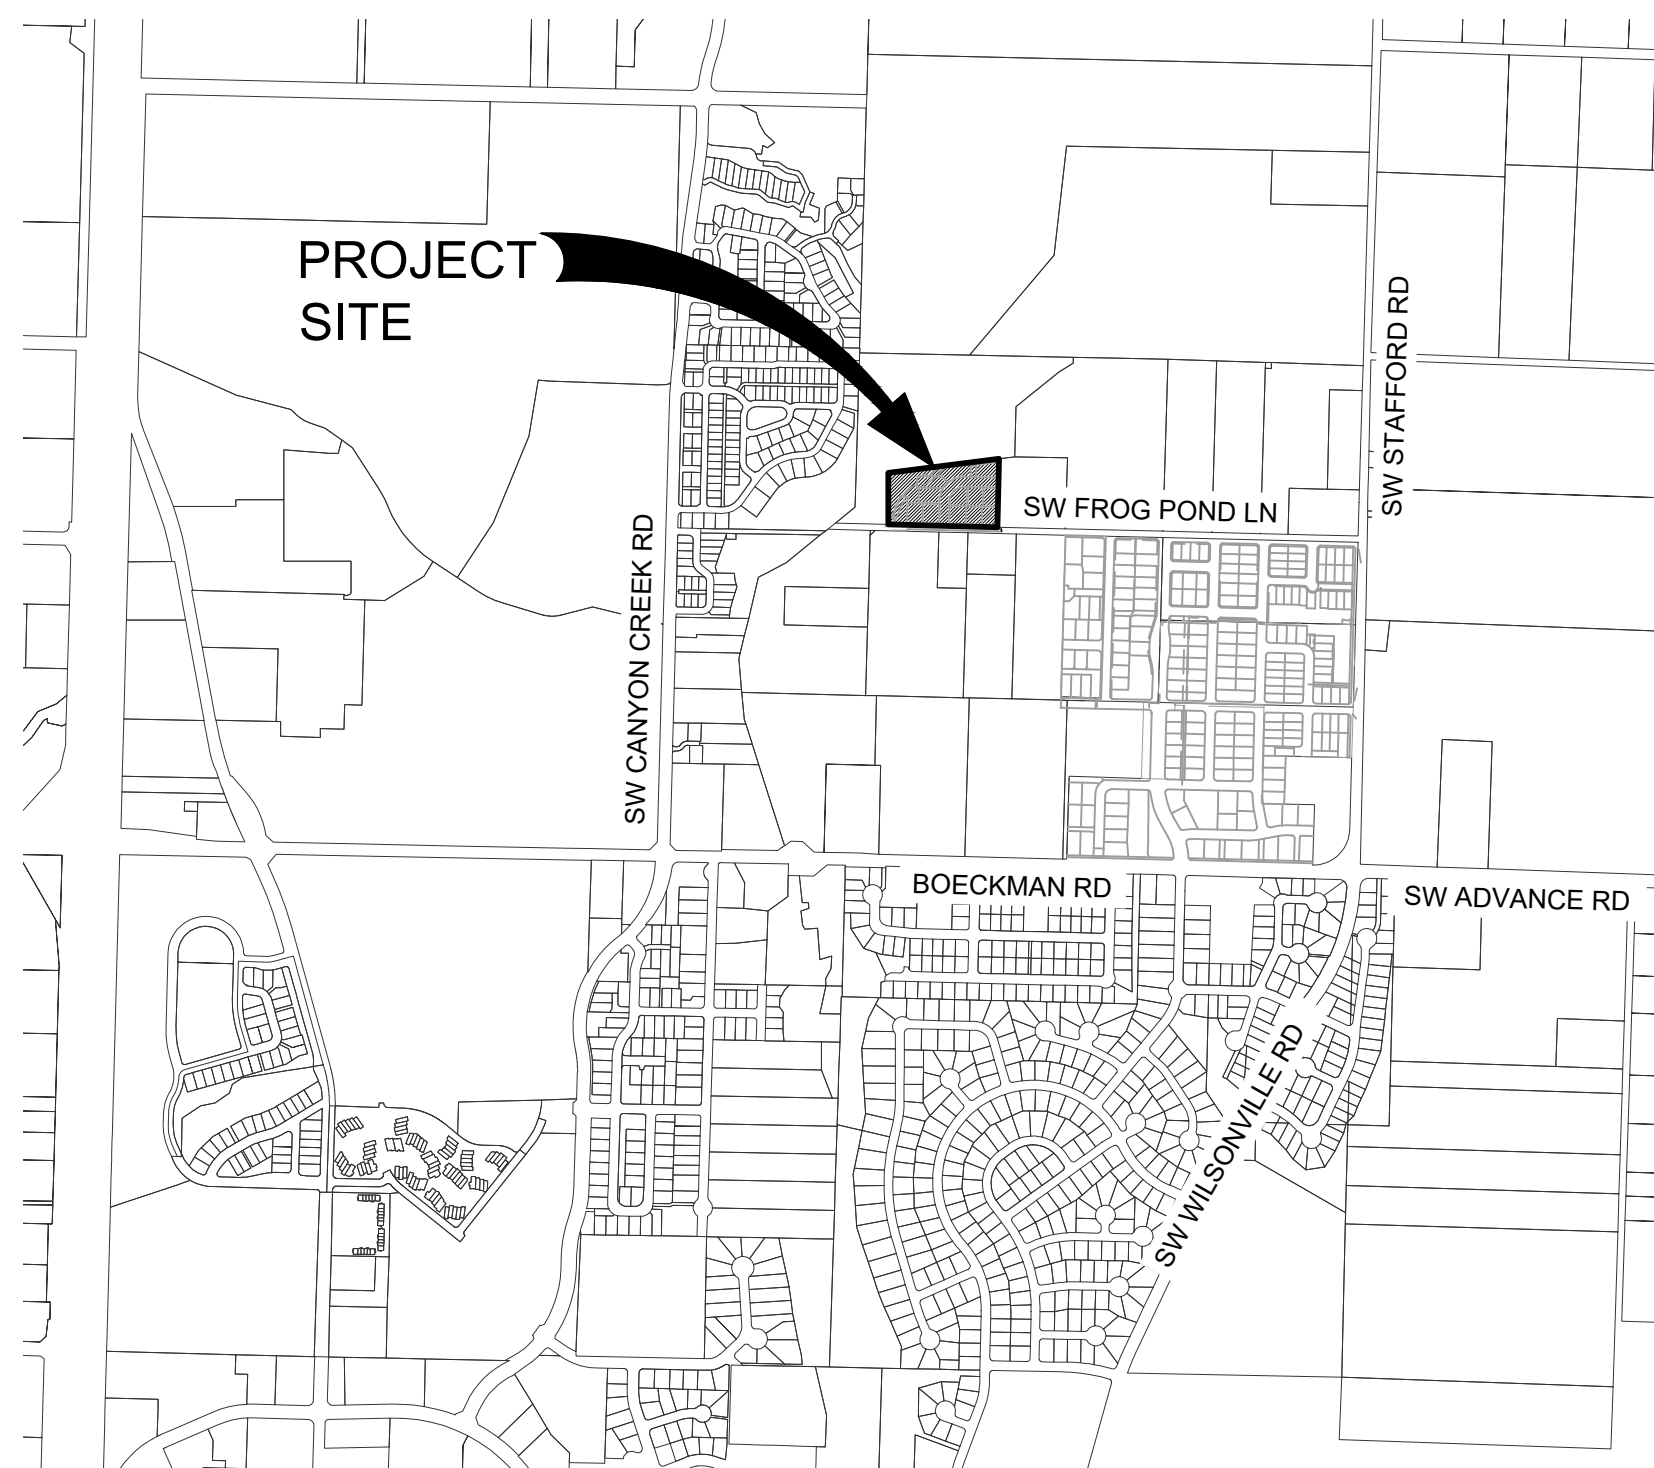 PROJECT
SITE
SW STAFFORD RD
SW FROG POND LN
SW CANYON CREEK RD
BOECKMAN RD
SW ADVANCE RD
SW WILSONVILLE RD